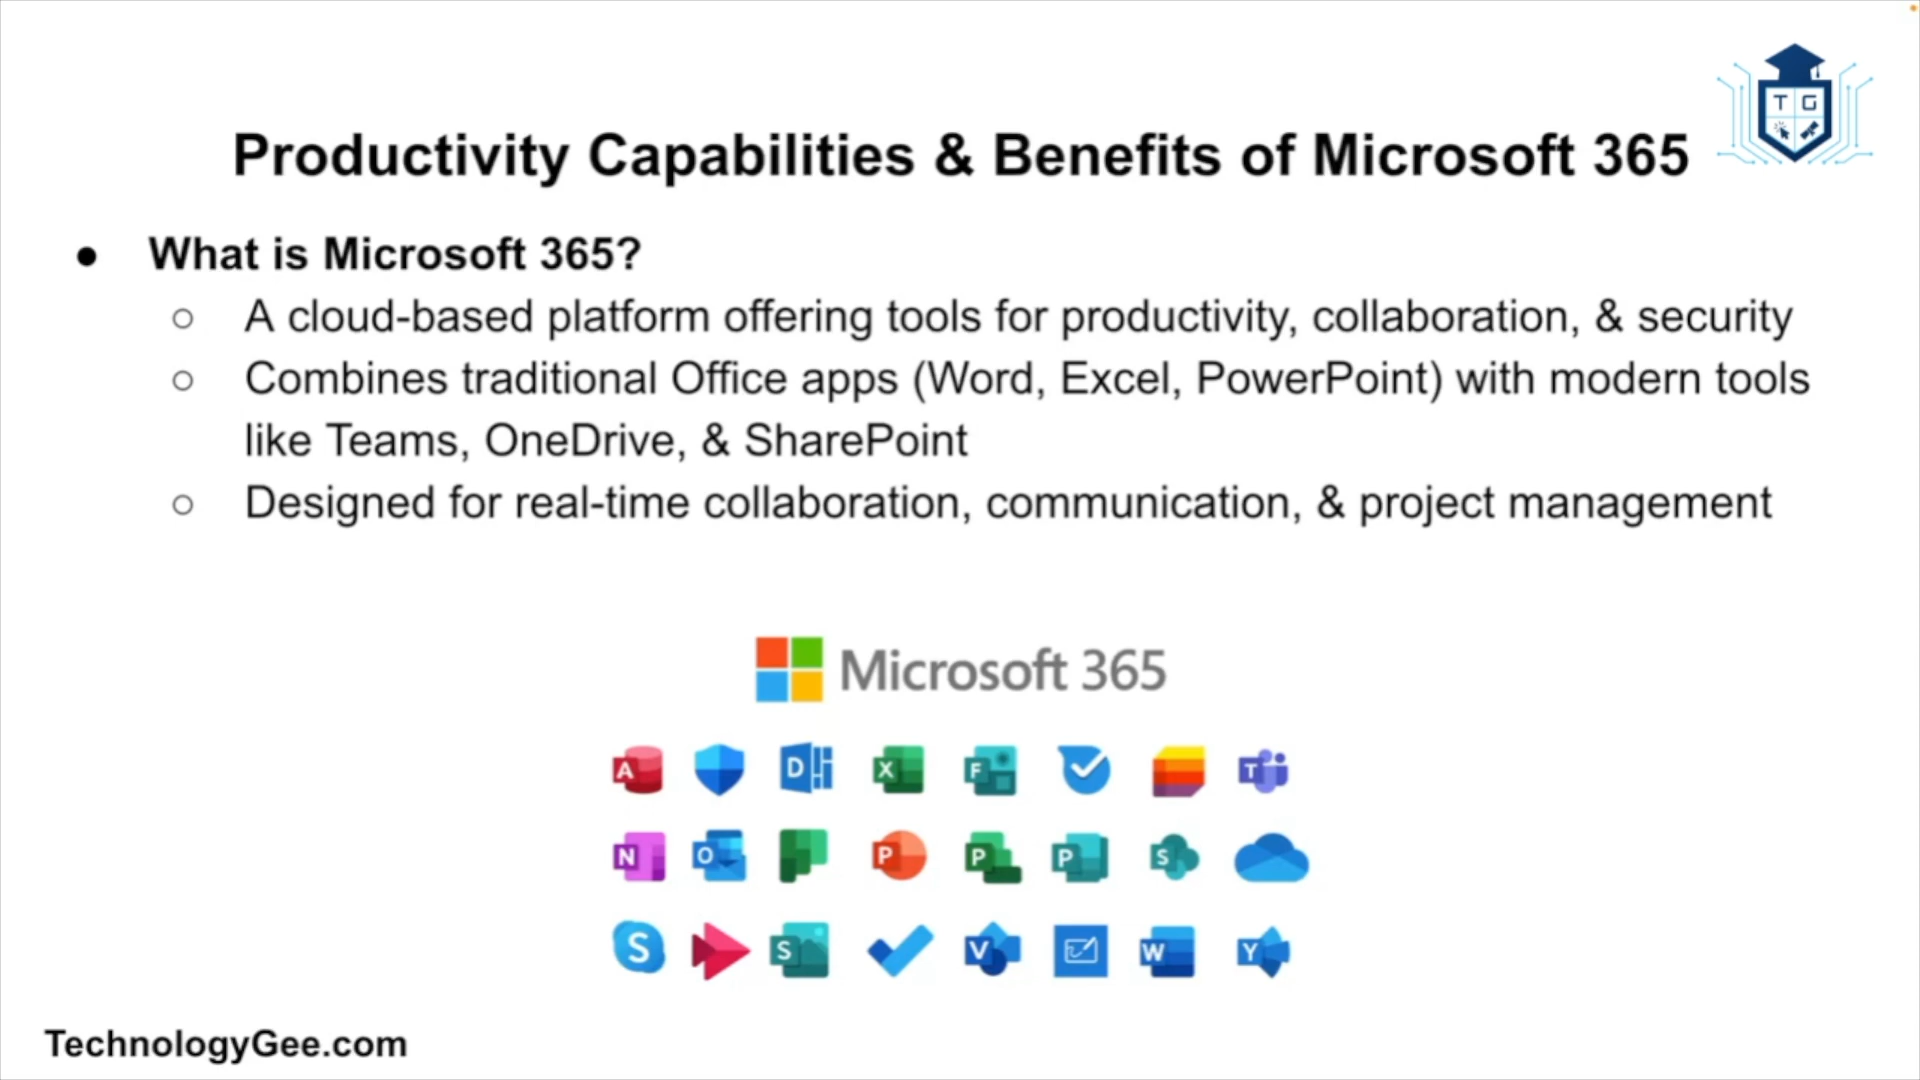 T G
Productivity Capabilities & Benefits of Microsoft 365
● What is Microsoft 365?
○ A cloud-based platform offering tools for productivity, collaboration, & security
○ Combines traditional Office apps (Word, Excel, PowerPoint) with modern tools
like Teams, OneDrive, & SharePoint
○ Designed for real-time collaboration, communication, & project management
Microsoft 365
A D X F T
N O P P P S
S S V W Y
TechnologyGee.com